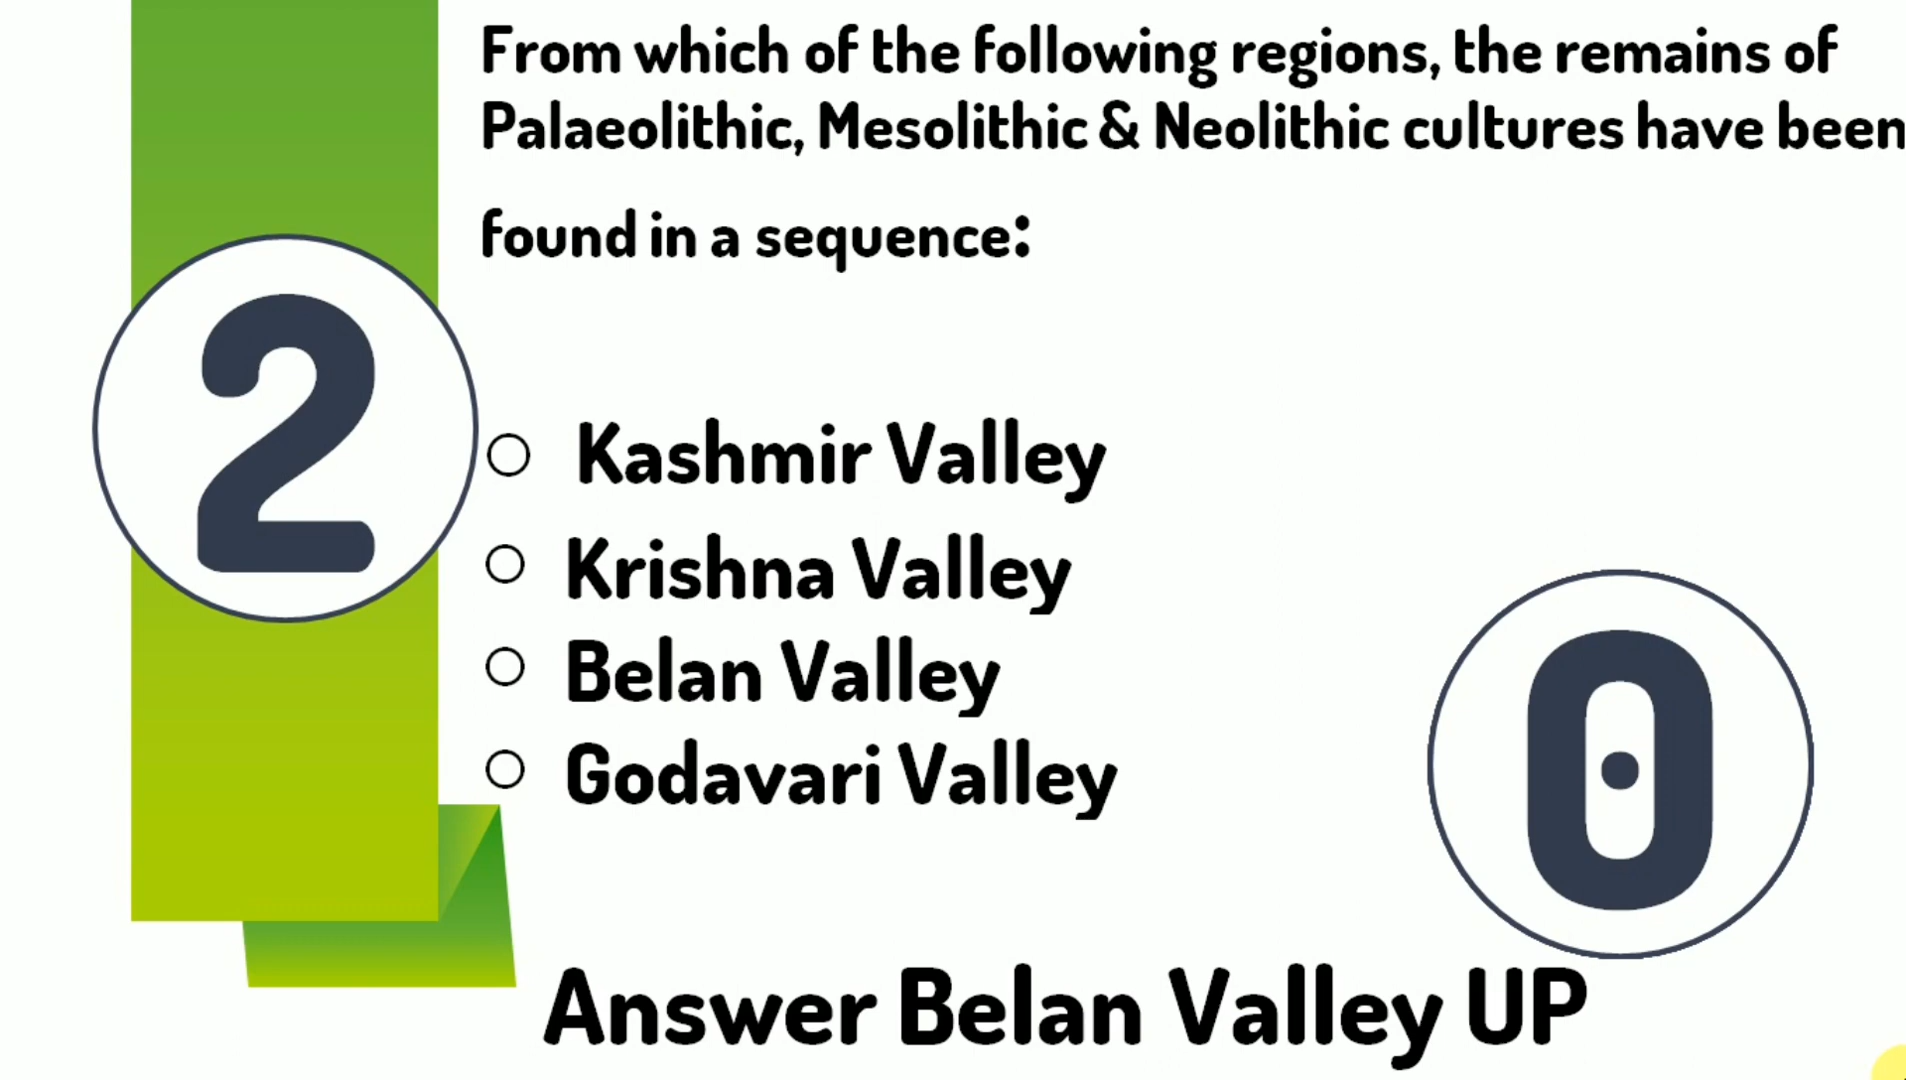 From which of the following regions, the remains of
Palaeolithic, Mesolithic & Neolithic cultures have been
found in a sequence:
2
Kashmir Valley
Krishna Valley
Belan Valley
Godavari Valley
0
Answer Belan Valley UP